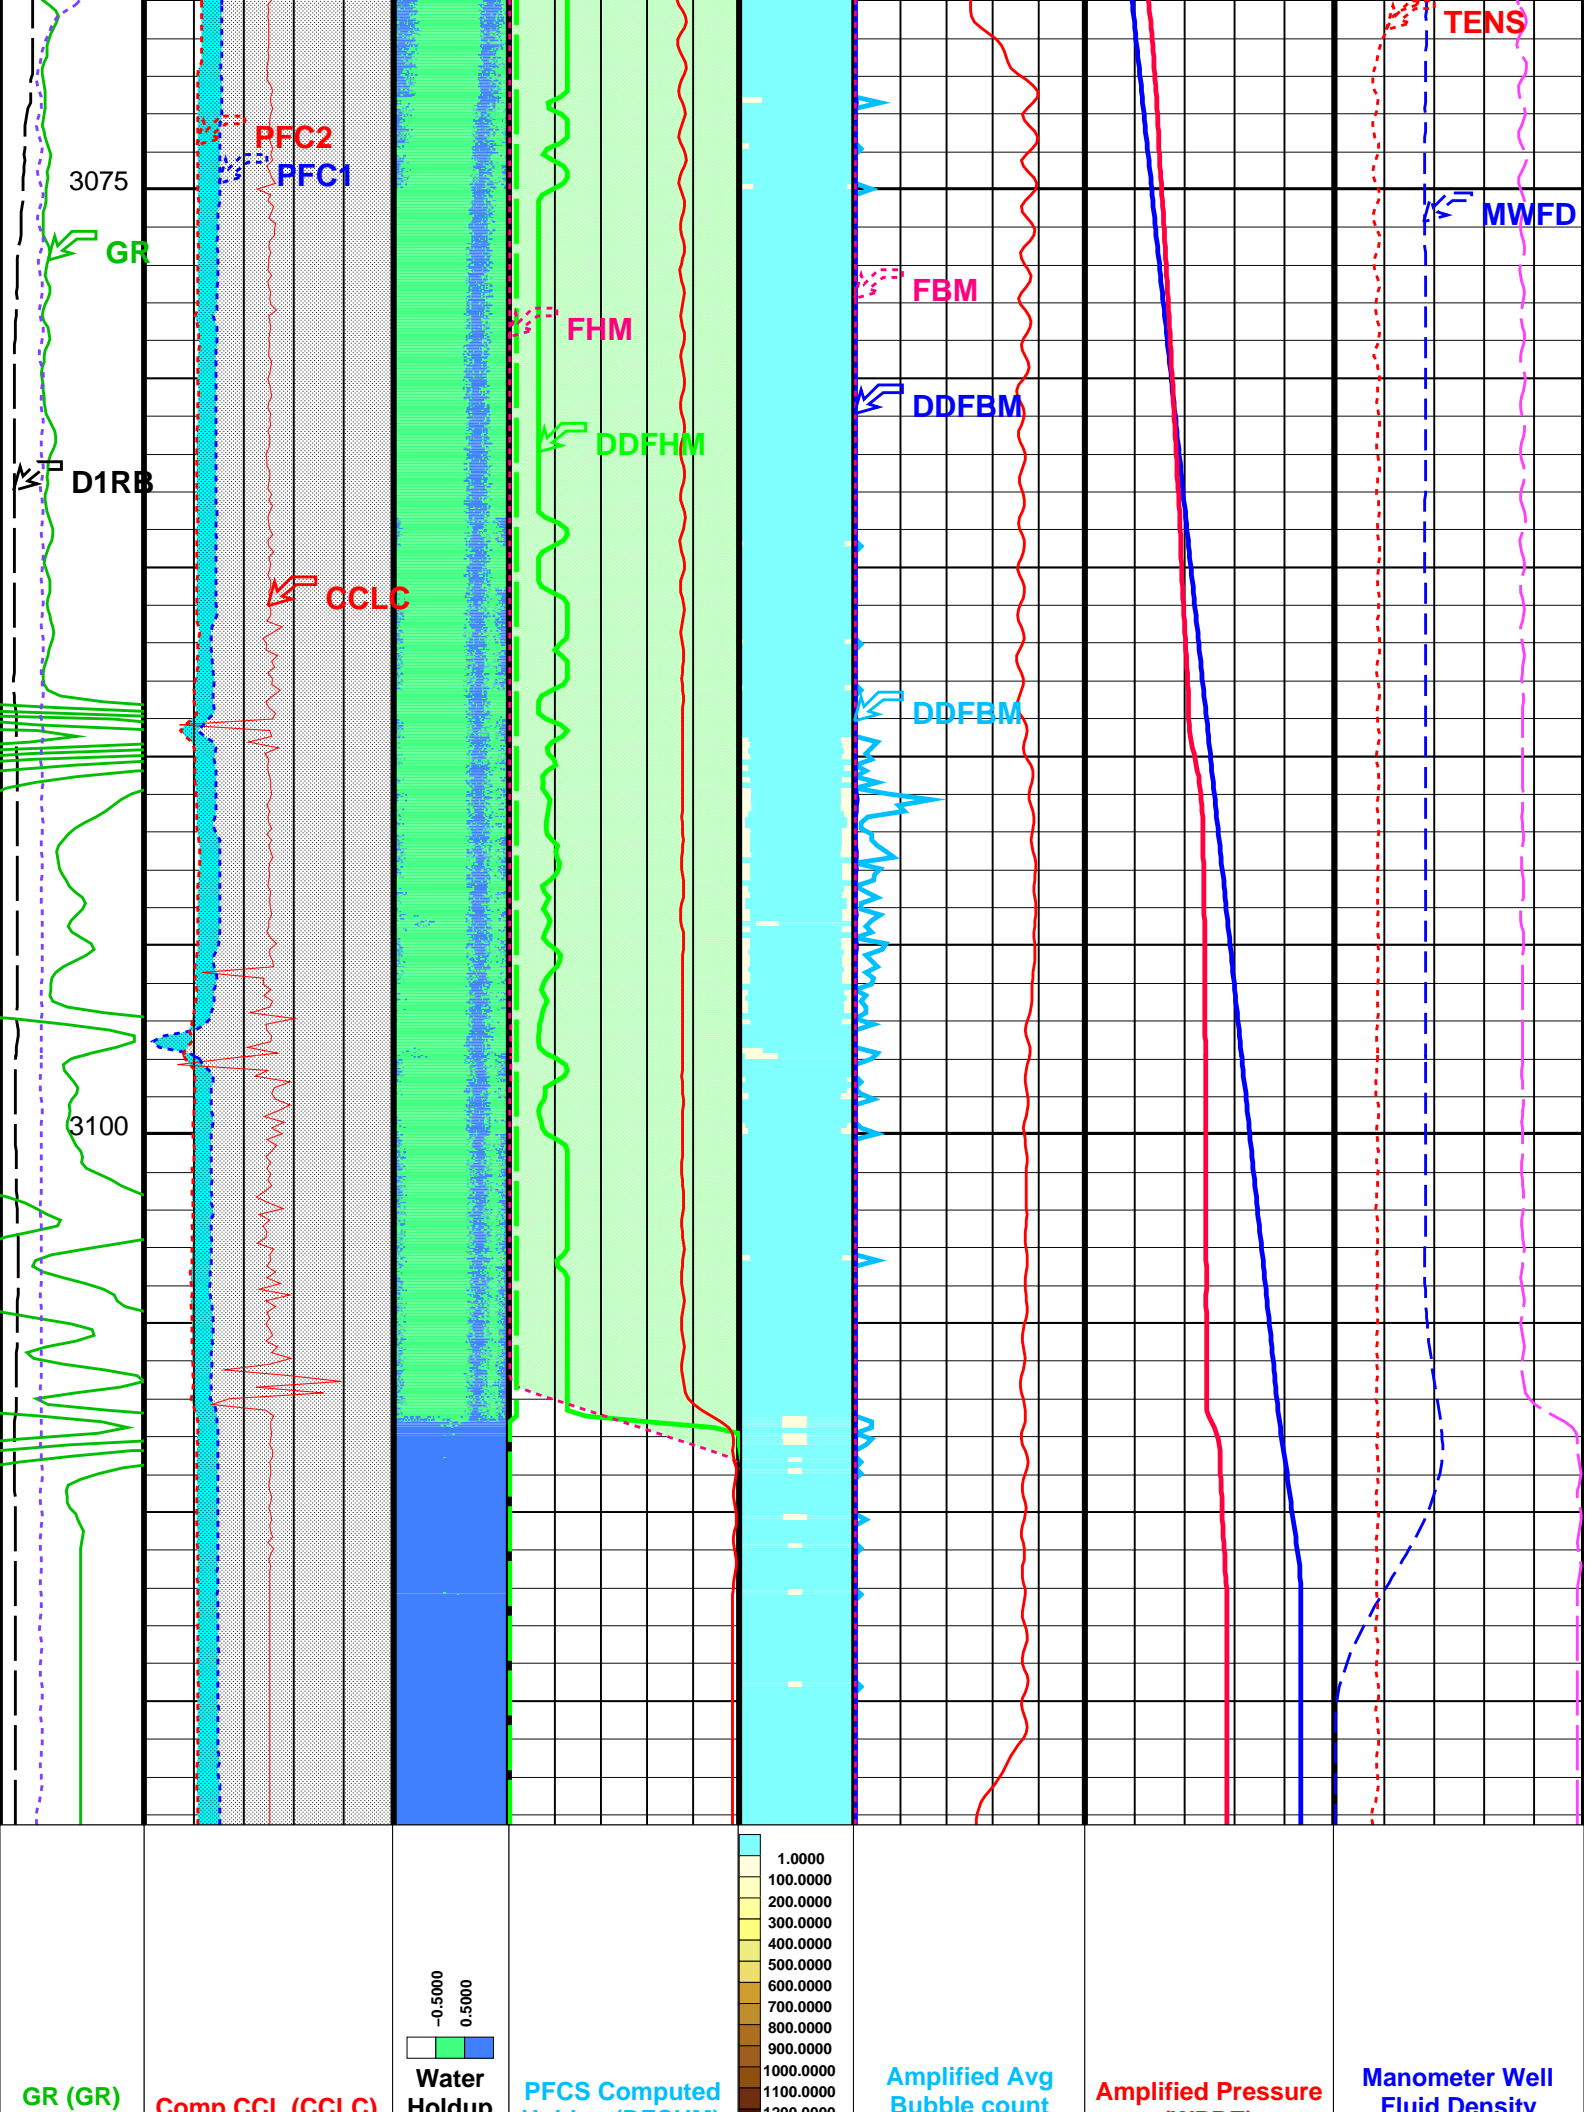 TENS
PFC2
PFC1
3075
MWFD
GR
FBM
FHM
DDFBM
DDFHM
D1RB
CCLC
DDFBM
3100
1.0000
100.0000
200.0000
300.0000
400.0000
500.0000
600.0000
700.0000
800.0000
900.0000
1000.0000
1100.0000
1200.0000
-0.5000
0.5000
Water
Holdup
GR (GR)
Comp CCL (CCLC)
PFCS Computed
Amplified Avg
Bubble count
Amplified Pressure
Manometer Well
Fluid Density